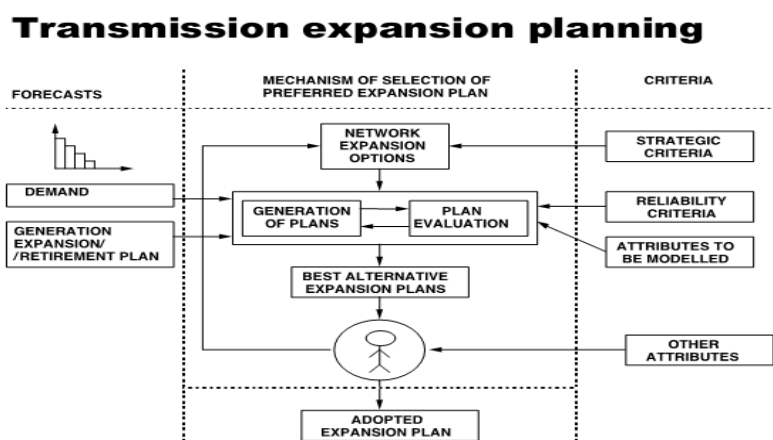 Transmission expansion planning
FORECASTS
MECHANISM OF SELECTION OF
PREFERRED EXPANSION PLAN
CRITERIA
NETWORK
EXPANSION
OPTIONS
STRATEGIC
CRITERIA
DEMAND
GENERATION
EXPANSION/
/RETIREMENT PLAN
GENERATION
OF PLANS
PLAN
EVALUATION
RELIABILITY
CRITERIA
ATTRIBUTES TO
BE MODELLED
BEST ALTERNATIVE
EXPANSION PLANS
OTHER
ATTRIBUTES
ADOPTED
EXPANSION PLAN